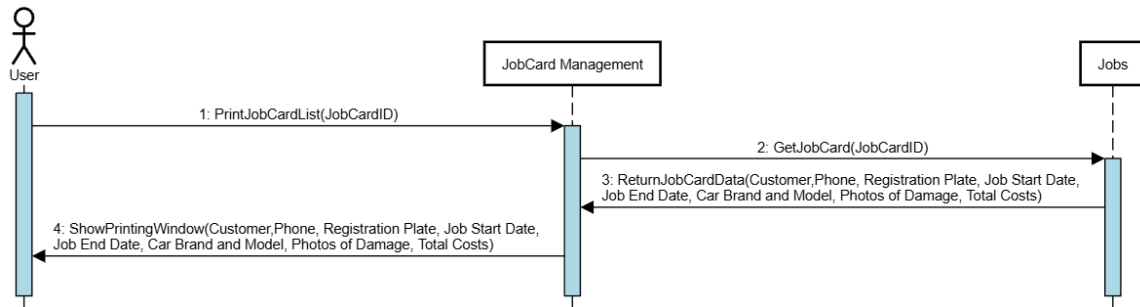 User
JobCard Management
Jobs
1: PrintJobCardList(JobCardID)
2: GetJobCard(JobCardID)
3: ReturnJobCardData(Customer,Phone, Registration Plate, Job Start Date,
Job End Date, Car Brand and Model, Photos of Damage, Total Costs)
4: ShowPrintingWindow(Customer,Phone, Registration Plate, Job Start Date,
Job End Date, Car Brand and Model, Photos of Damage, Total Costs)